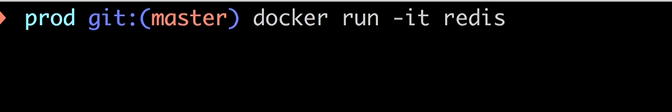 prod git:(master) docker run -it redis